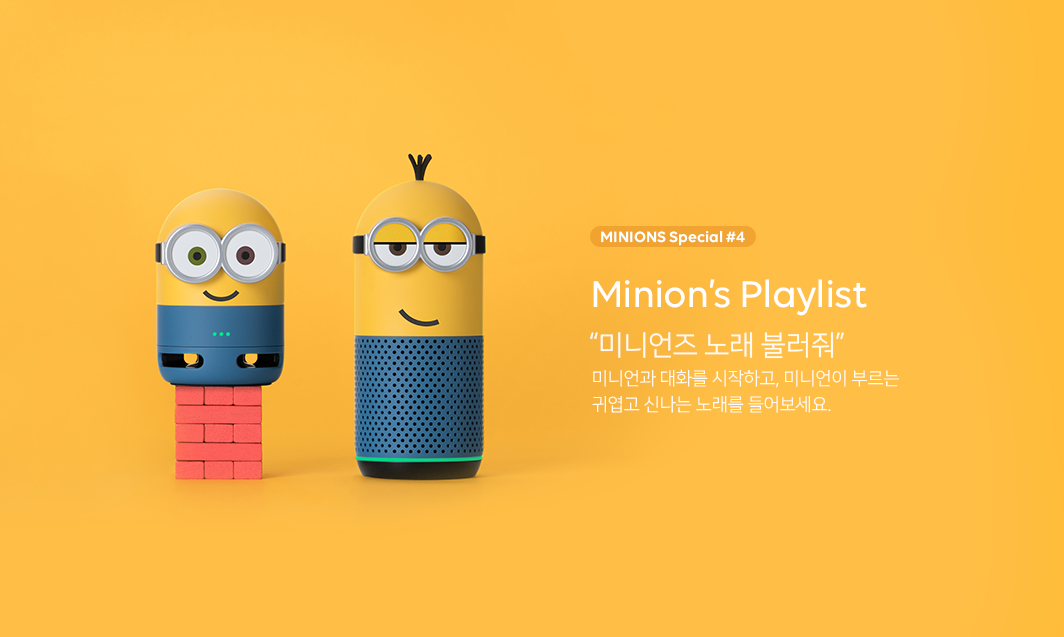 MINIONS Special #4
Minion's Playlist
“미니언즈 노래 불러줘”
미니언과 대화를 시작하고, 미니언이 부르는
귀엽고 신나는 노래를 들어보세요.